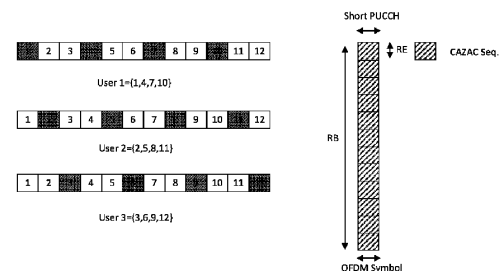 Short PUCCH
2 3 5 6 8 9 11 12
RE
CAZAC Seq.
User 1={1,4,7,10}
1 3 4 6 7 9 10 12
RB
User 2={2,5,8,11}
1 2 4 5 7 8 10 11
User 3={3,6,9,12}
OFDM Symbol